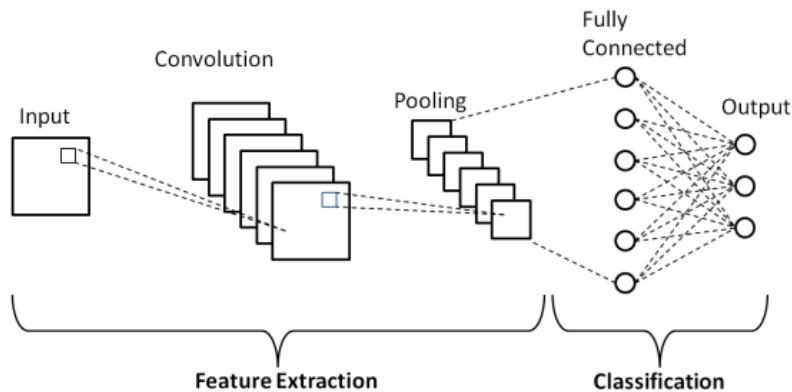 Input
Convolution
Pooling
Fully
Connected
Output
Feature Extraction
Classification